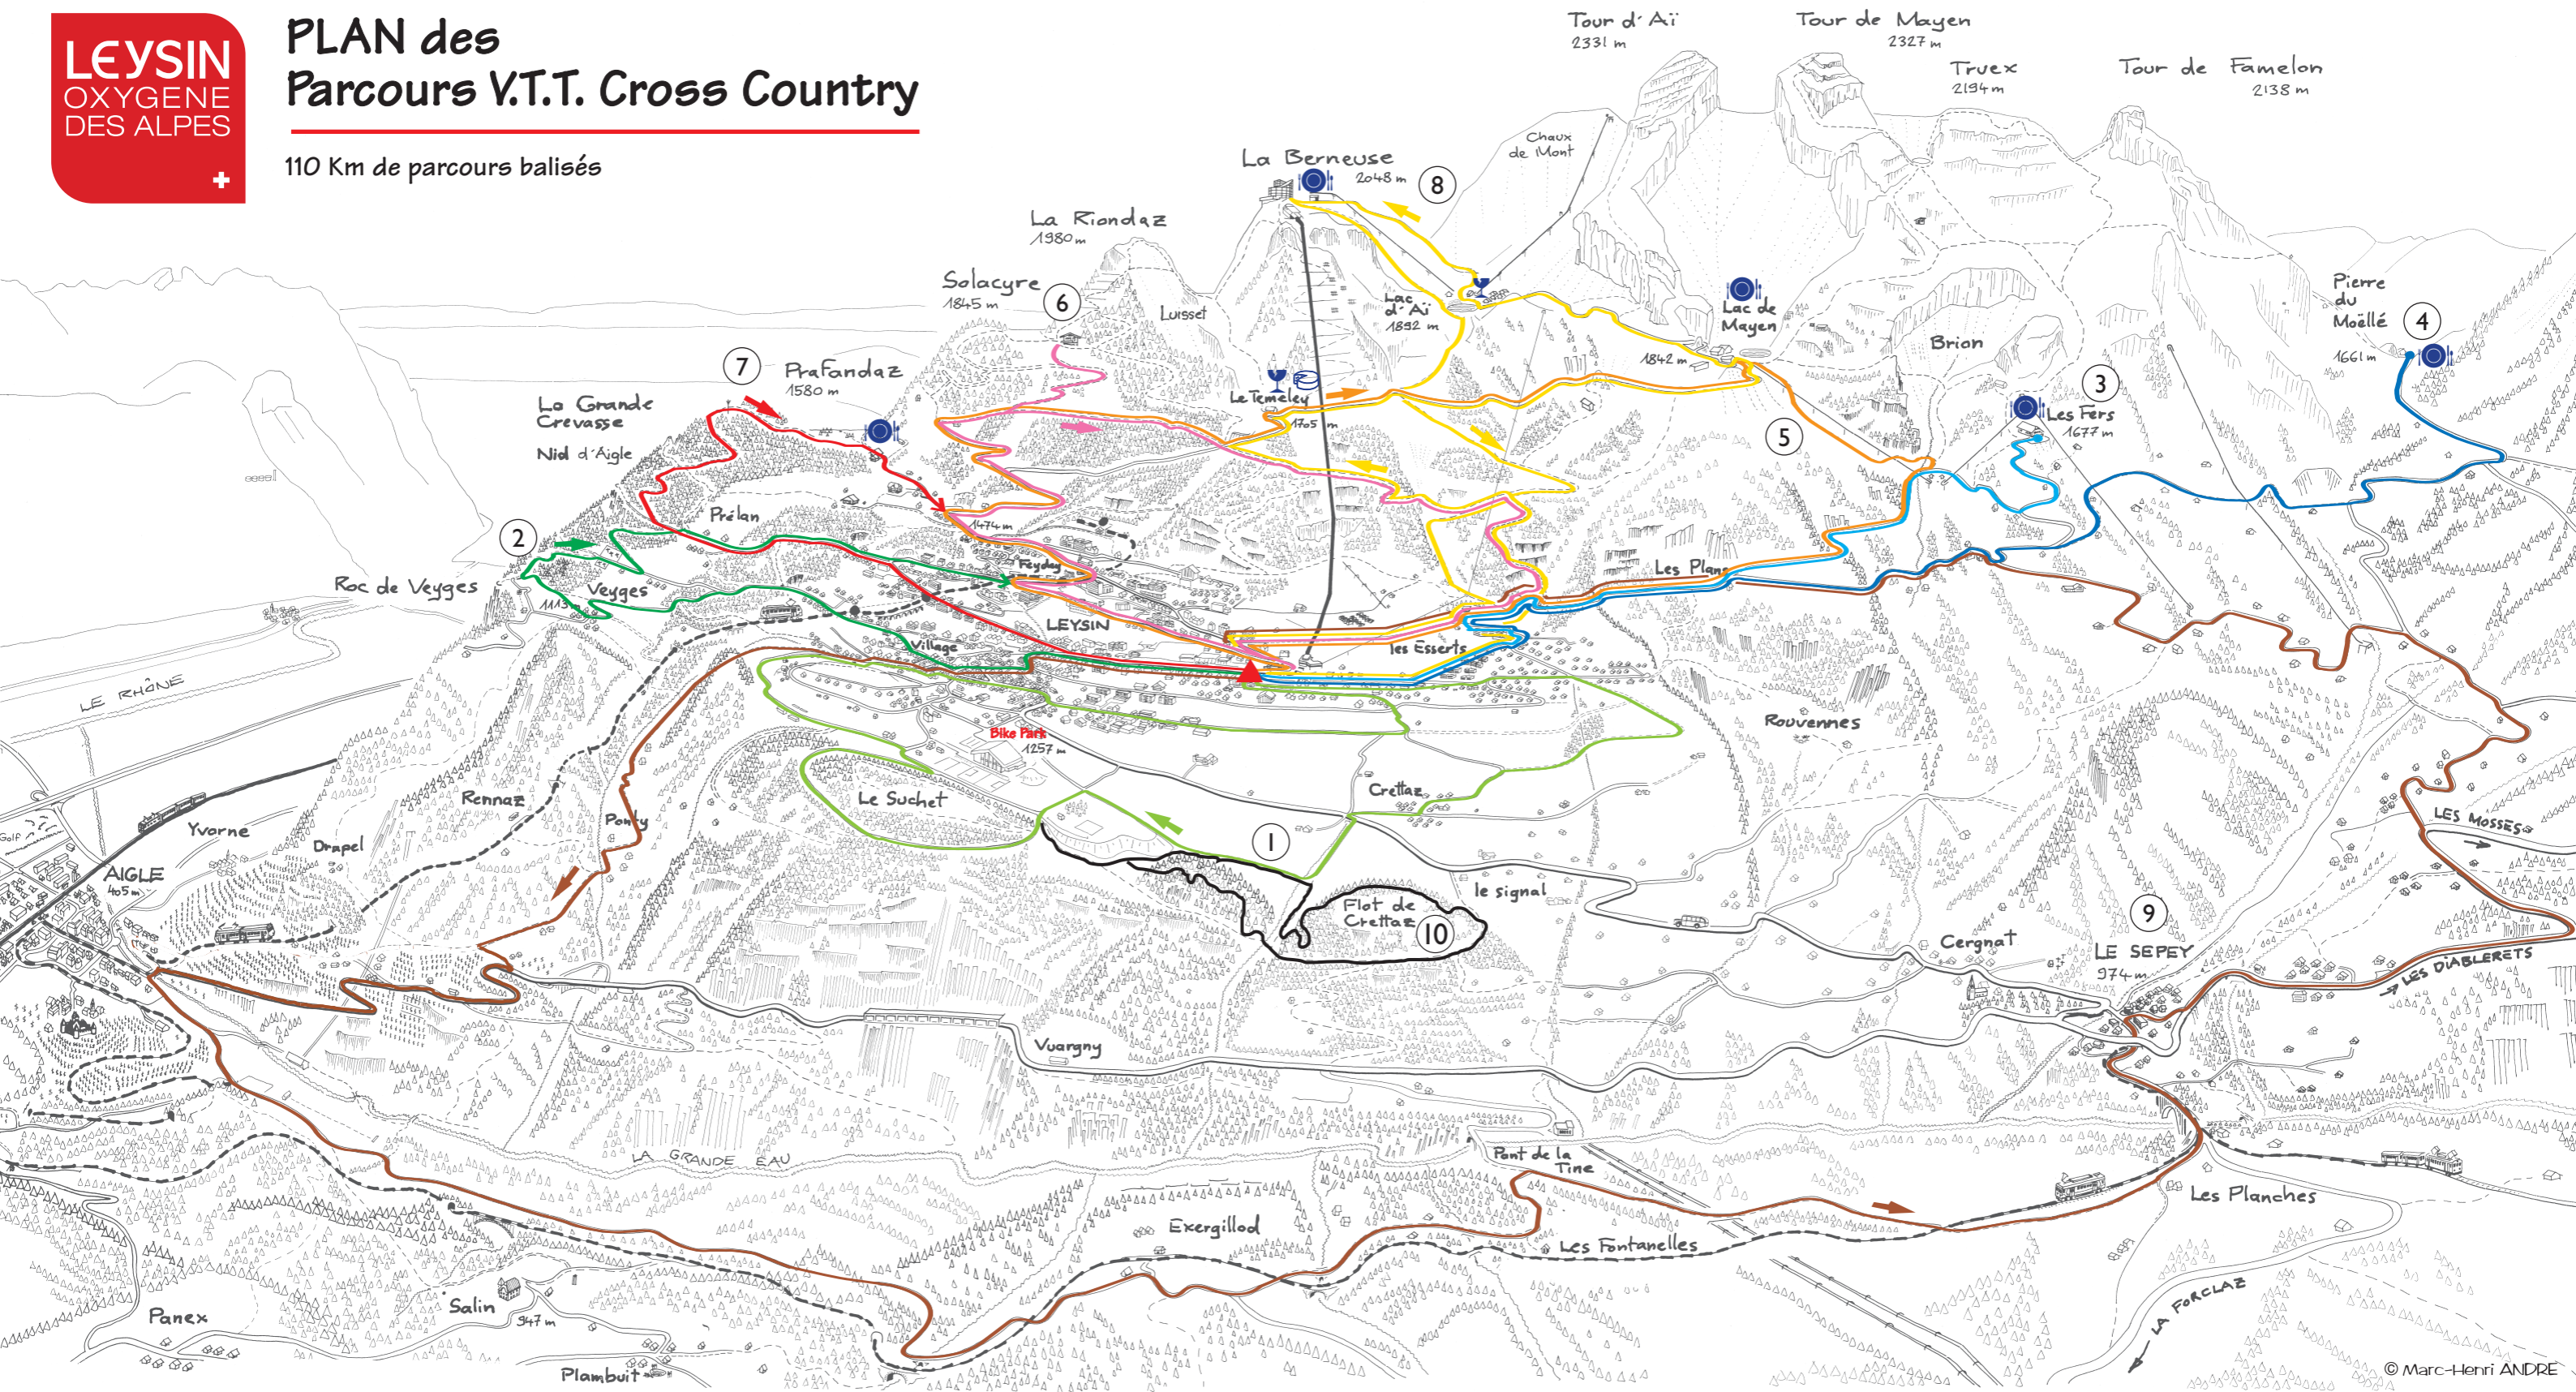 LEYSIN
OXYGENE
DES ALPES
PLAN des
Parcours V.T.T. Cross Country
110 Km de parcours balisés
Tour d'Aï
2331 m
Tour de Mayen
2327 m
Truex
2194 m
Tour de Famelon
2138 m
Chaux
de Mont
La Berneuse
2048 m
8
La Riondaz
1980 m
Solacyre
1845 m
6
Luisset
Lac
d'Aï
1892 m
Lac de
Mayen
1842 m
Brion
Pierre
du
Moëllé
1661 m
4
3
Les Fers
1677 m
5
7
Prafandaz
1580 m
La Grande
Crevasse
Nid d'Aigle
Le Temeley
1705 m
Prélan
1474 m
2
Feydey
Roc de Veyges
Veyges
1113 m
LEYSIN
Village
les Esserts
Les Plans
LE RHÔNE
Rouvennes
Bike Park
1257 m
Crettaz
Le Suchet
Rennaz
Ponty
Yvorne
Drapel
Golf
AIGLE
405 m
1
Flot de
Crettaz
10
le signal
LES MOSSES
9
Cergnat
LE SEPEY
974 m
LES DIABLERETS
Vuargny
LA GRANDE EAU
Pont de la
Tine
Les Planches
Exergillod
Les Fontanelles
Salin
947 m
Panex
Plambuit
LA FORCLAZ
© Marc-Henri ANDRE